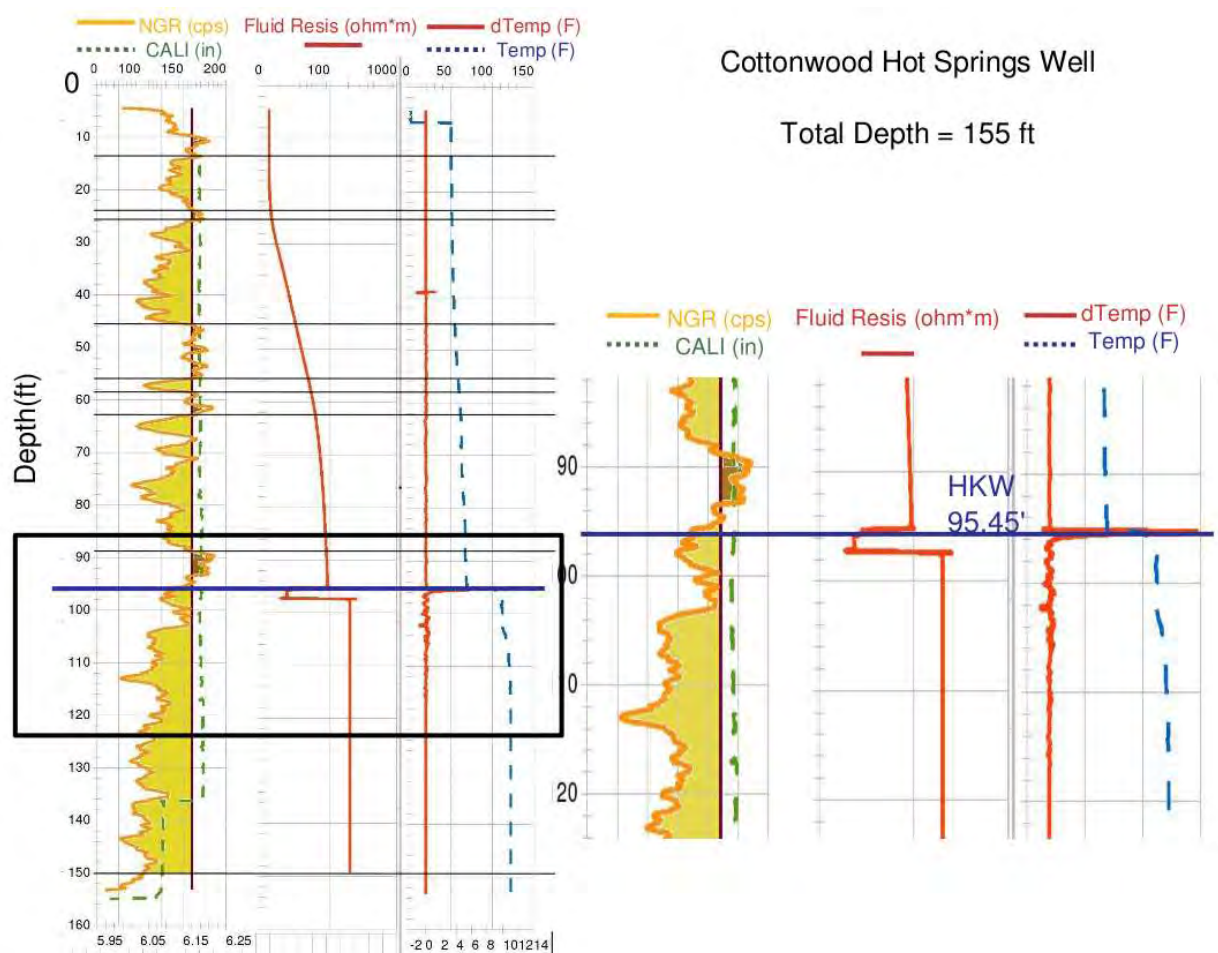 NGR (cps) Fluid Resis (ohm*m) dTemp (F)
CALI (in) Temp (F)
0 100 150 200 0 100 1000 0 50 100 150
0
10
20
30
40
50
60
70
80
90
100
110
120
130
140
150
160
Depth(ft)
5.95 6.05 6.15 6.25 -2 0 2 4 6 8 101214
Cottonwood Hot Springs Well
Total Depth = 155 ft
NGR (cps) Fluid Resis (ohm*m) dTemp (F)
CALI (in) Temp (F)
90
HKW
95.45'
00
10
20